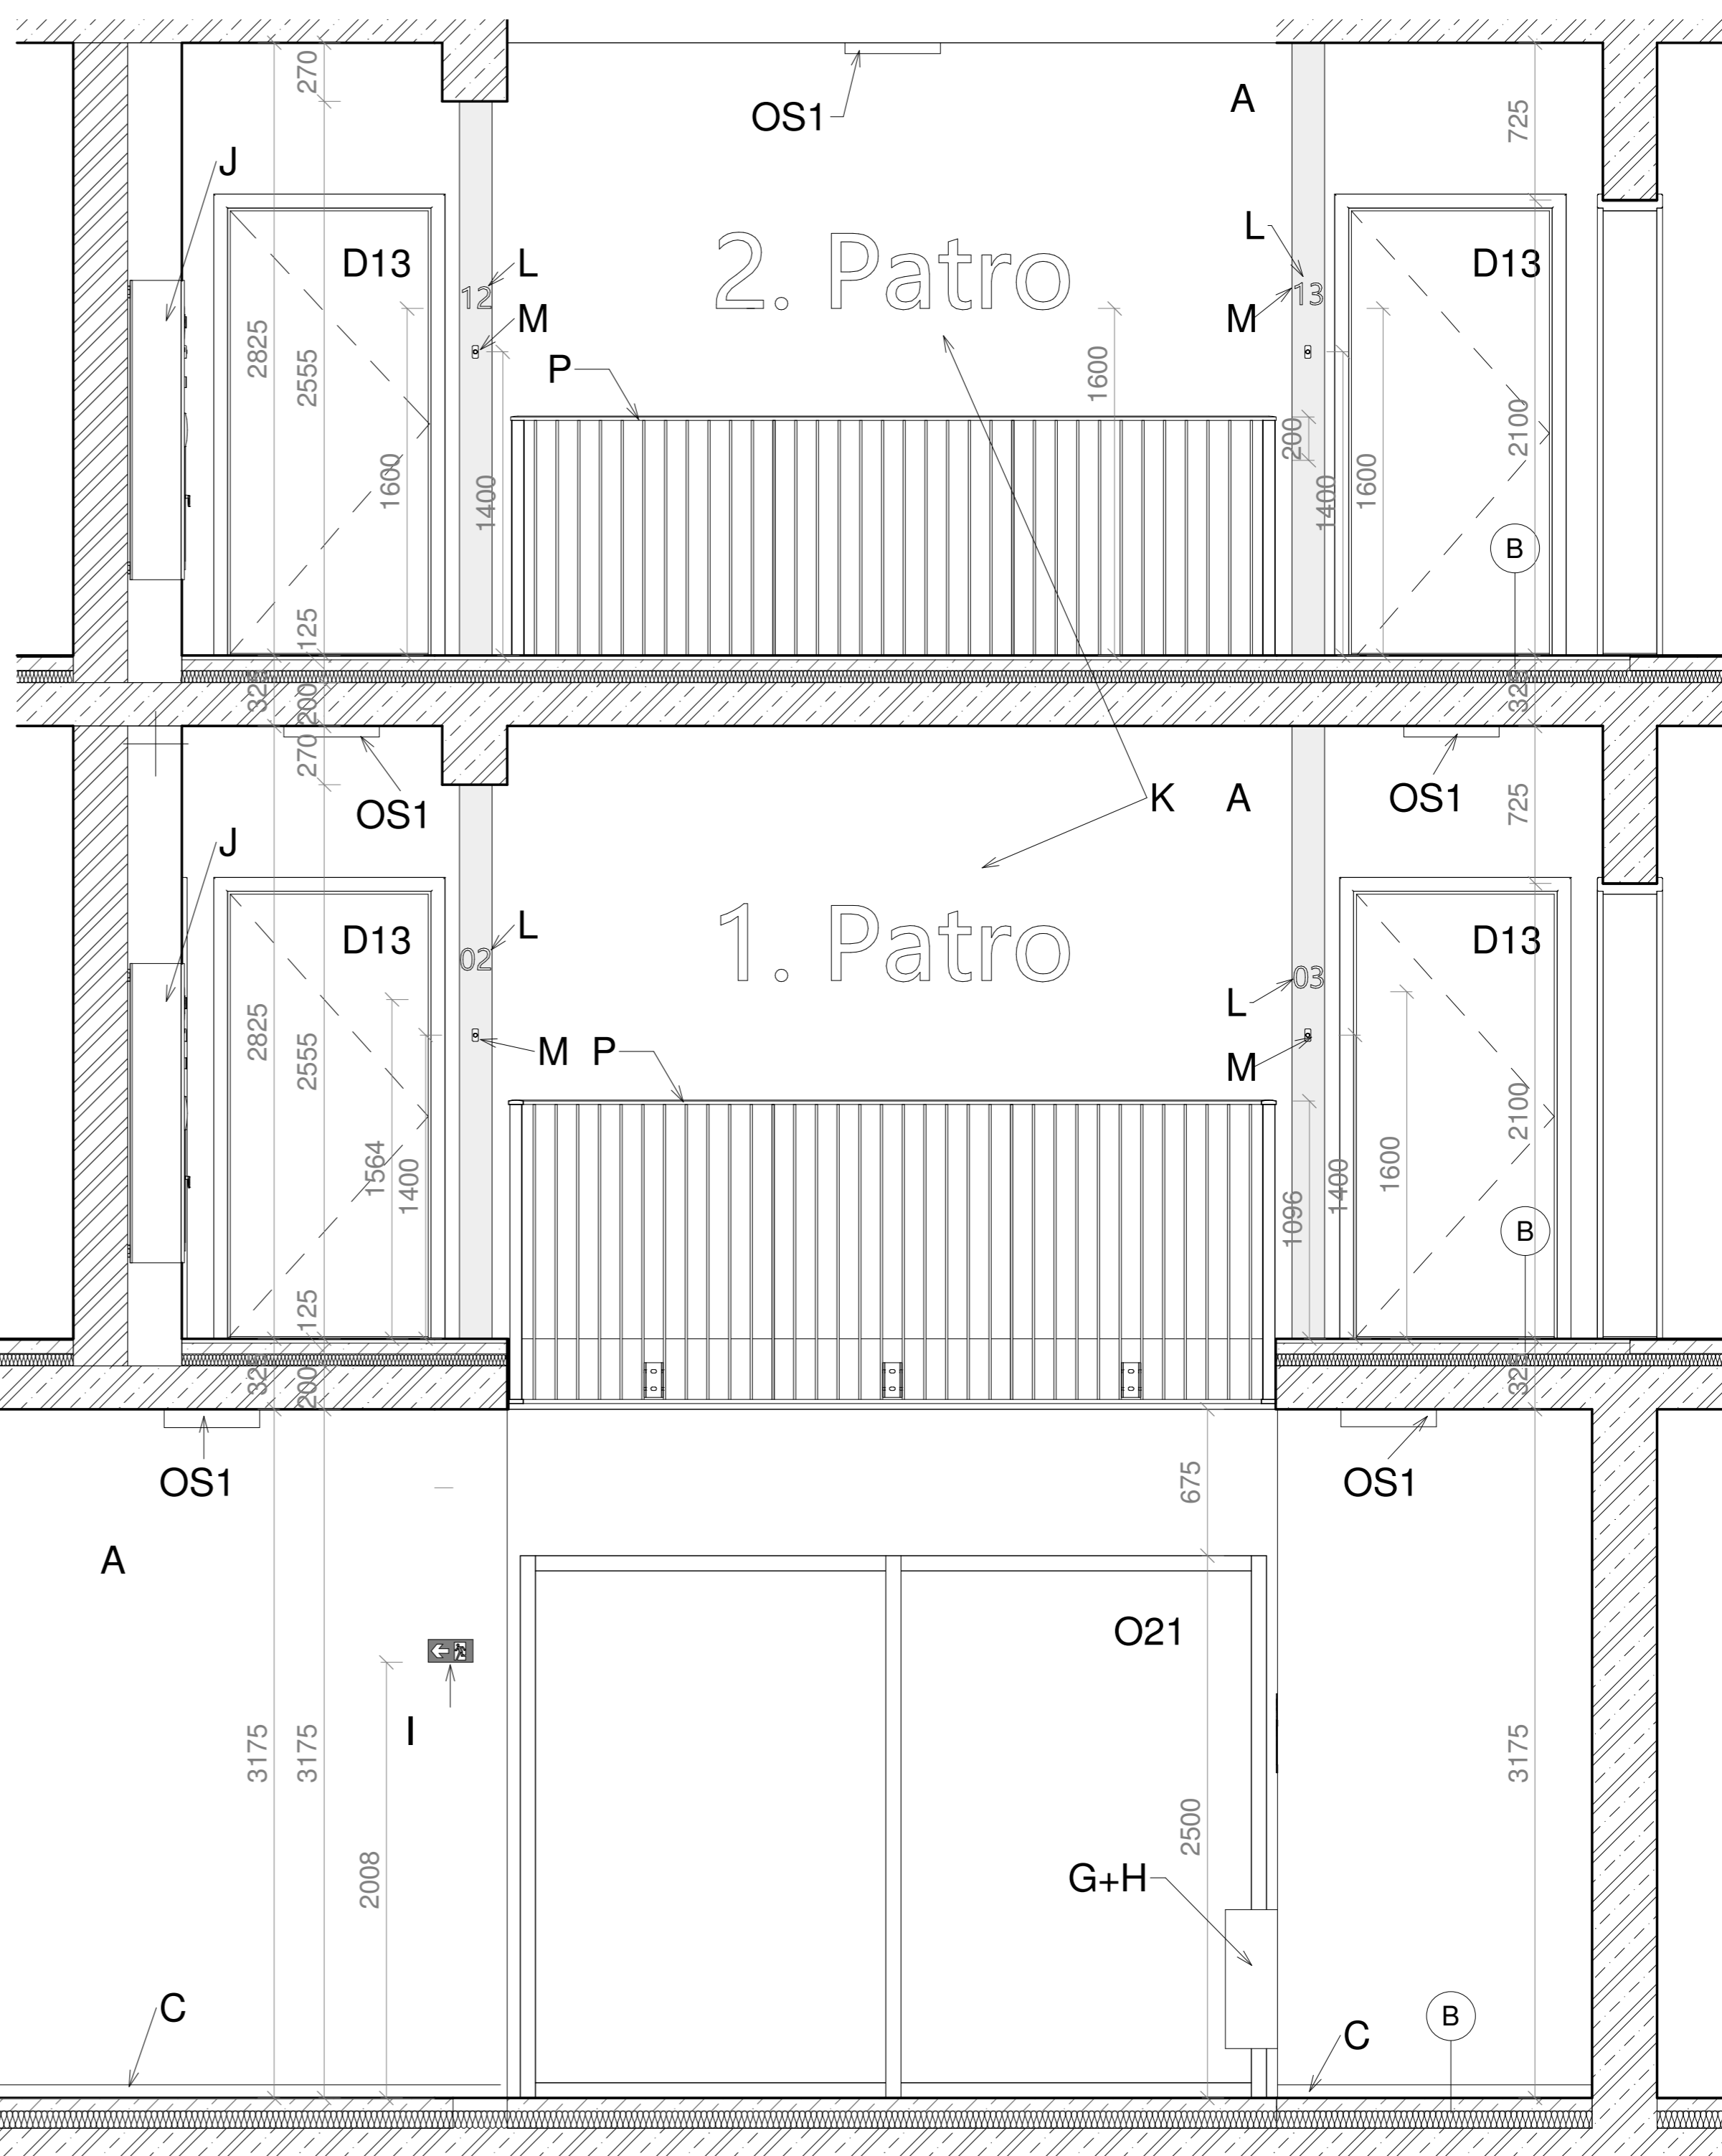 270
OS1
A
725
J
D13
L
12
M
2. Patro
L
13
M
D13
2825
2555
P
1600
200
2100
1600
1400
1400
1600
B
125
325
200
325
270
OS1
K
A
OS1
725
J
D13
L
02
1. Patro
03
L
D13
2825
2555
M
P
M
2100
1564
1400
1096
1400
1600
B
125
325
200
325
OS1
675
OS1
A
O21
I
3175
3175
3175
2008
2500
G+H
C
B
C